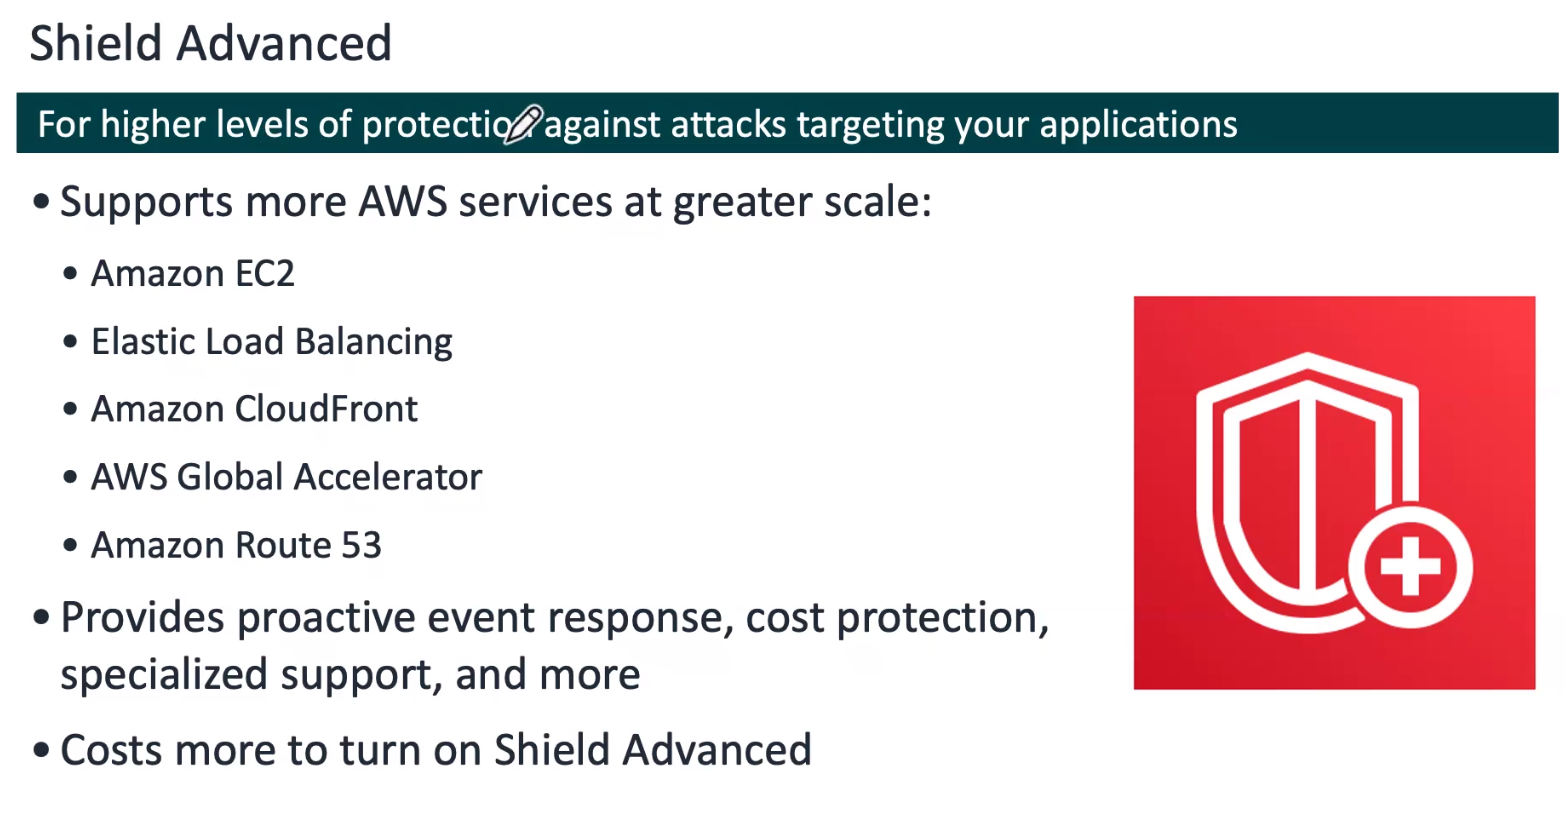 Shield Advanced
For higher levels of protection against attacks targeting your applications
• Supports more AWS services at greater scale:
• Amazon EC2
• Elastic Load Balancing
• Amazon CloudFront
• AWS Global Accelerator
• Amazon Route 53
• Provides proactive event response, cost protection,
specialized support, and more
• Costs more to turn on Shield Advanced